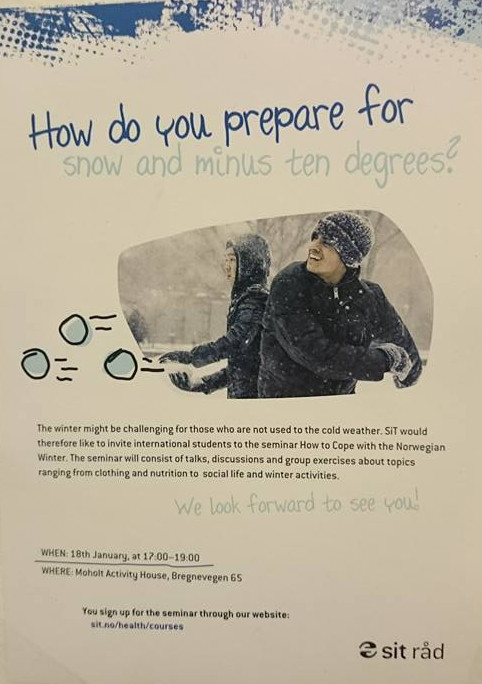 How do you prepare for
snow and minus ten degrees?
The winter might be challenging for those who are not used to the cold weather. SiT would
therefore like to invite international students to the seminar How to Cope with the Norwegian
Winter. The seminar will consist of talks, discussions and group exercises about topics
ranging from clothing and nutrition to social life and winter activities.
We look forward to see you!
WHEN: 18th January, at 17:00-19:00
WHERE: Moholt Activity House, Bregnevegen 65
You sign up for the seminar through our website:
sit.no/health/courses
sit råd